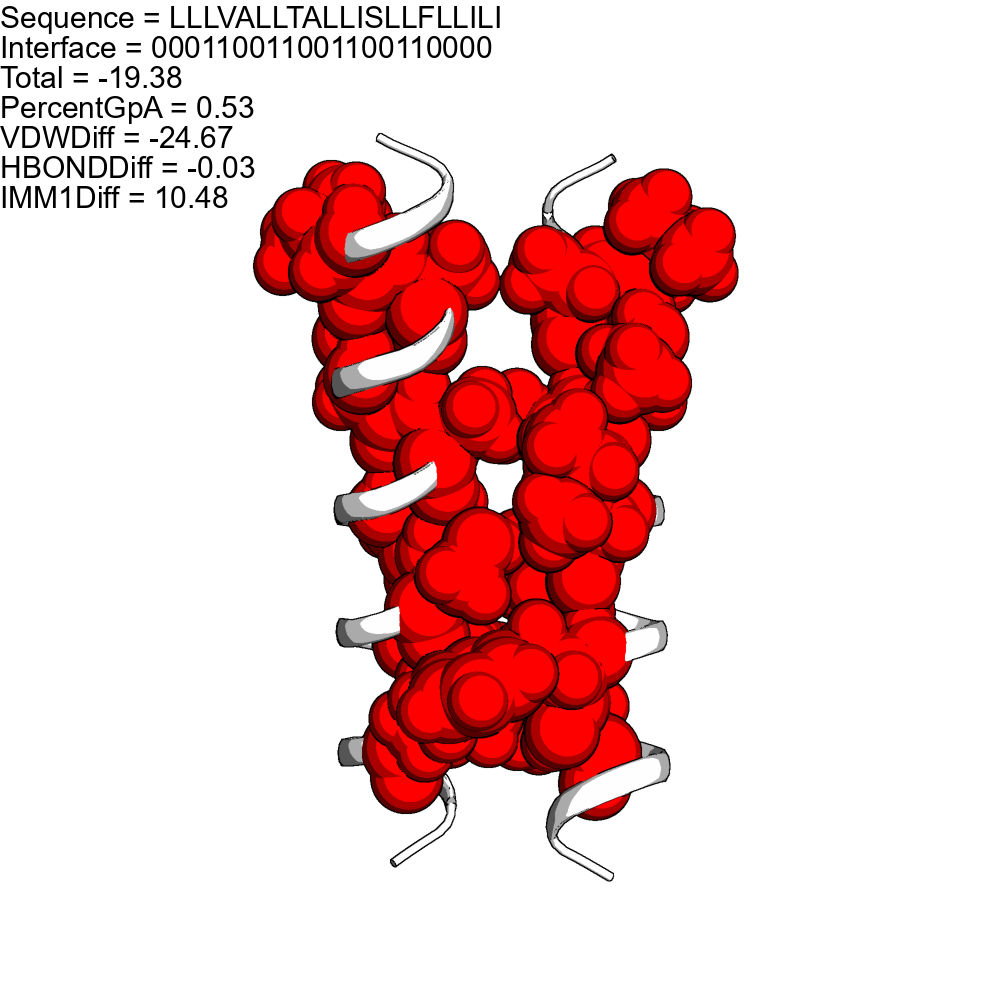 Sequence = LLLVALLTALLISLLFLLILI
Interface = 000110011001100110000
Total = -19.38
PercentGpA = 0.53
VDWDiff = -24.67
HBONDDiff = -0.03
IMM1Diff = 10.48